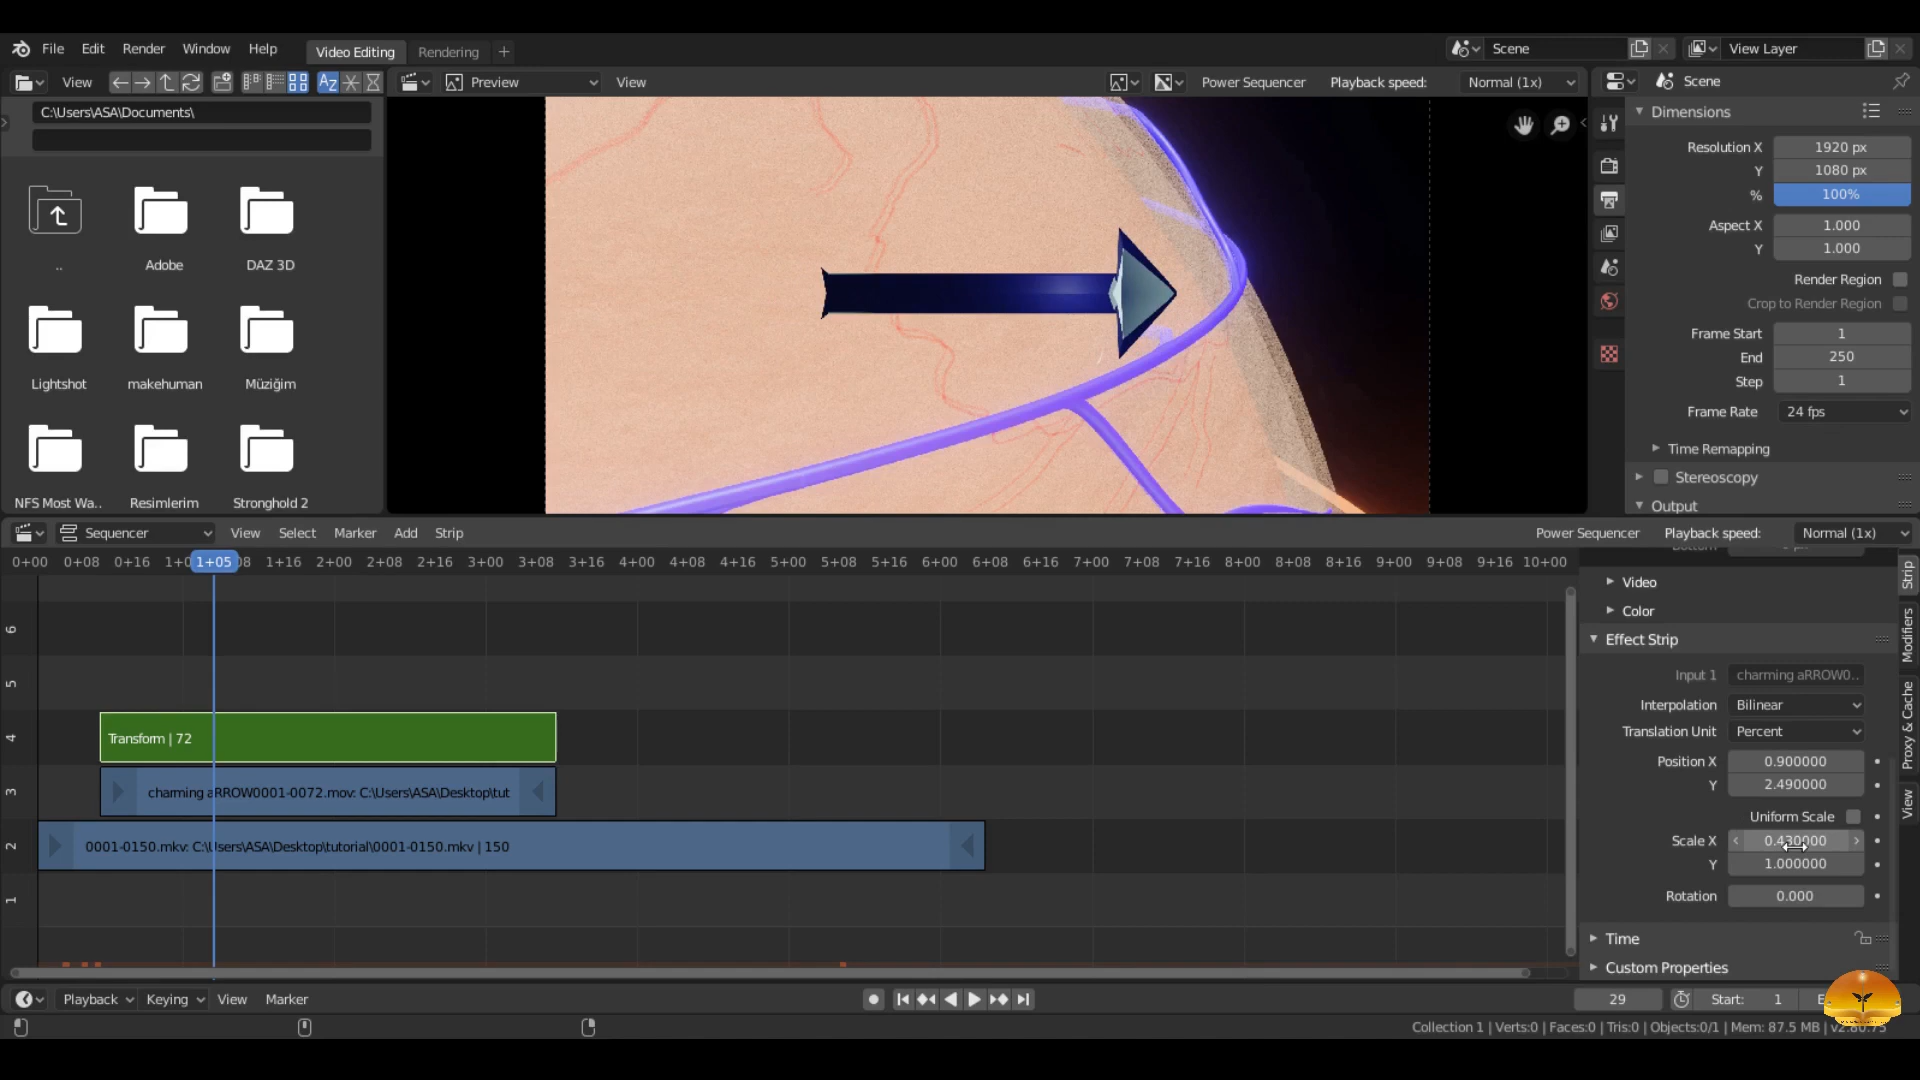 File Edit Render Window Help Video Editing Rendering + Scene View Layer
View Preview View Power Sequencer Playback speed: Normal (1x) Scene
C:\Users\ASA\Documents\
..
Adobe
DAZ 3D
Lightshot
makehuman
Müziğim
NFS Most Wa..
Resimlerim
Stronghold 2
Dimensions
Resolution X 1920 px
Y 1080 px
% 100%
Aspect X 1.000
Y 1.000
Render Region
Crop to Render Region
Frame Start 1
End 250
Step 1
Frame Rate 24 fps
Time Remapping
Stereoscopy
Output
Sequencer View Select Marker Add Strip Power Sequencer Playback speed: Normal (1x)
0+00 0+08 0+16 1+0 1+05 08 1+16 2+00 2+08 2+16 3+00 3+08 3+16 4+00 4+08 4+16 5+00 5+08 5+16 6+00 6+08 6+16 7+00 7+08 7+16 8+00 8+08 8+16 9+00 9+08 9+16 10+00
6
5
4
Transform | 72
3
charming aRROW0001-0072.mov: C:\Users\ASA\Desktop\tut
2
0001-0150.mkv: C:\Users\ASA\Desktop\tutorial\0001-0150.mkv | 150
1
Video
Color
Effect Strip
Input 1 charming aRROW0..
Interpolation Bilinear
Translation Unit Percent
Position X 0.900000
Y 2.490000
Uniform Scale
Scale X 0.430000
Y 1.000000
Rotation 0.000
Time
Custom Properties
Strip
Modifiers
Proxy & Cache
View
Playback Keying View Marker 29 Start: 1
Collection 1 | Verts:0 | Faces:0 | Tris:0 | Objects:0/1 | Mem: 87.5 MB | v2.80.75